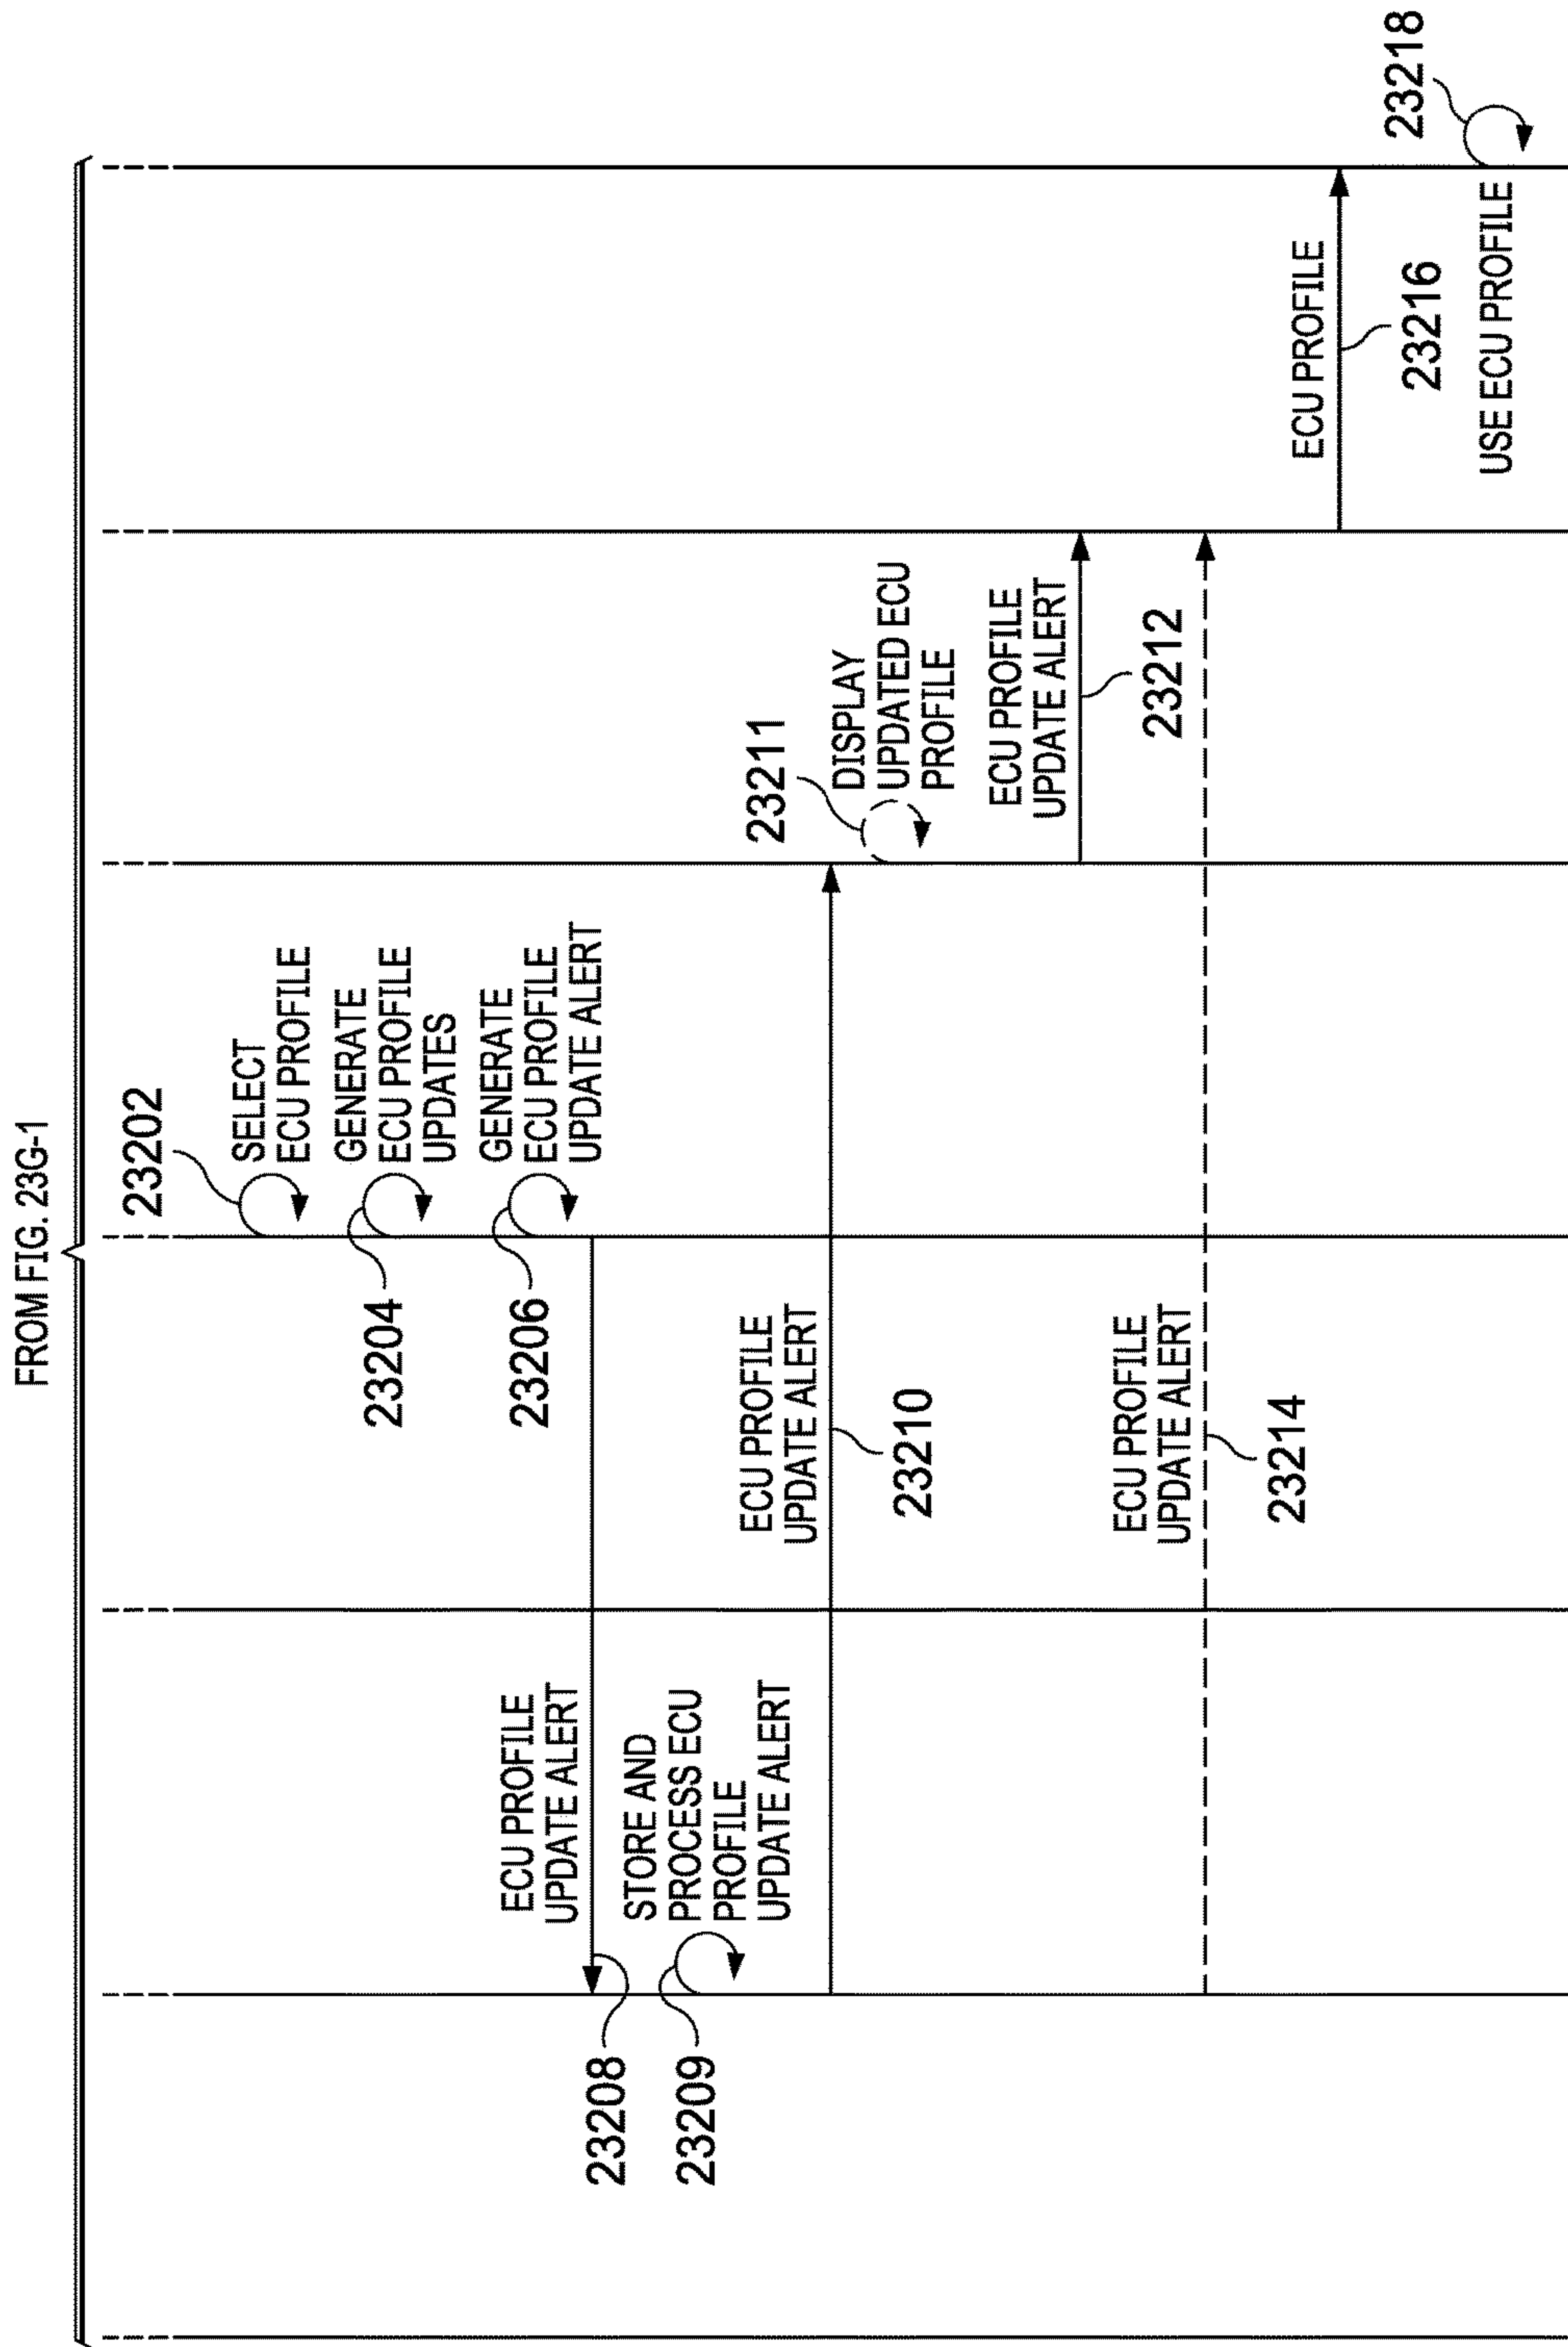 FROM FIG. 23G-1
23202
SELECT
ECU PROFILE
23204
GENERATE
ECU PROFILE
UPDATES
23206
GENERATE
ECU PROFILE
UPDATE ALERT
ECU PROFILE
UPDATE ALERT
23208
23209
STORE AND
PROCESS ECU
PROFILE
UPDATE ALERT
ECU PROFILE
UPDATE ALERT
23210
23211
DISPLAY
UPDATED ECU
PROFILE
ECU PROFILE
UPDATE ALERT
23212
ECU PROFILE
UPDATE ALERT
23214
ECU PROFILE
23216
USE ECU PROFILE
23218